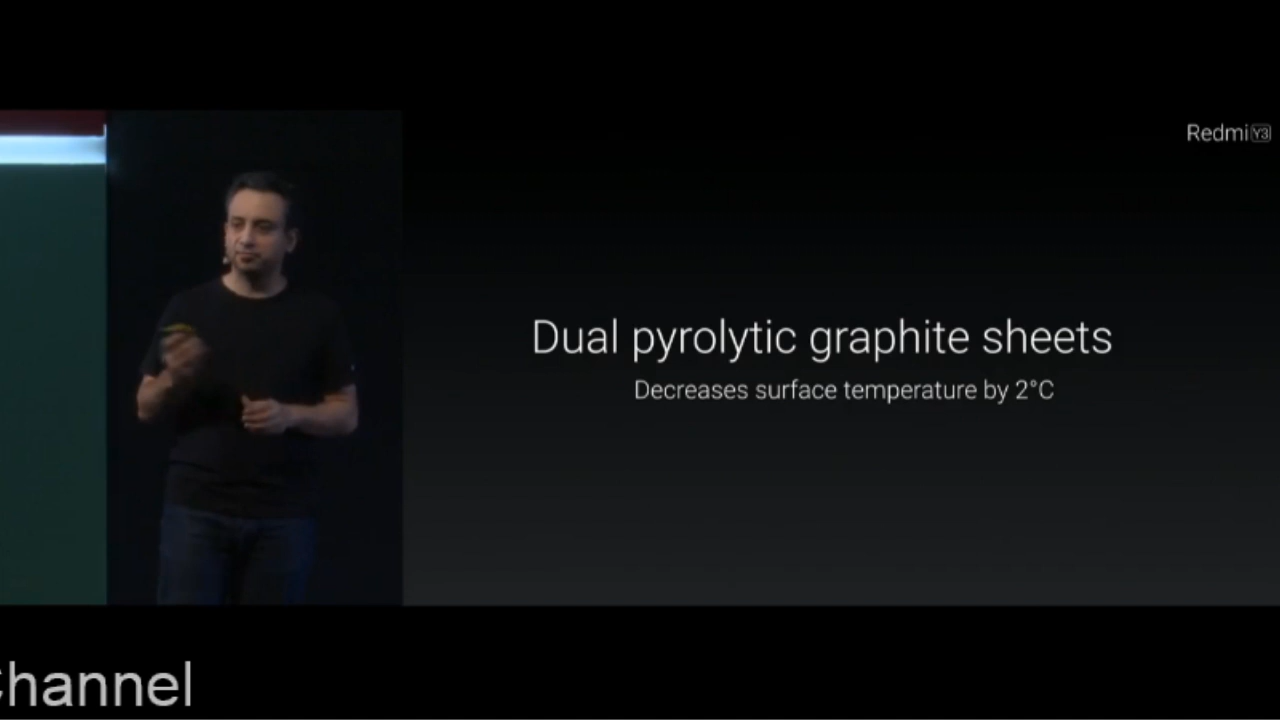 Redmi Y3
Dual pyrolytic graphite sheets
Decreases surface temperature by 2°C
Channel